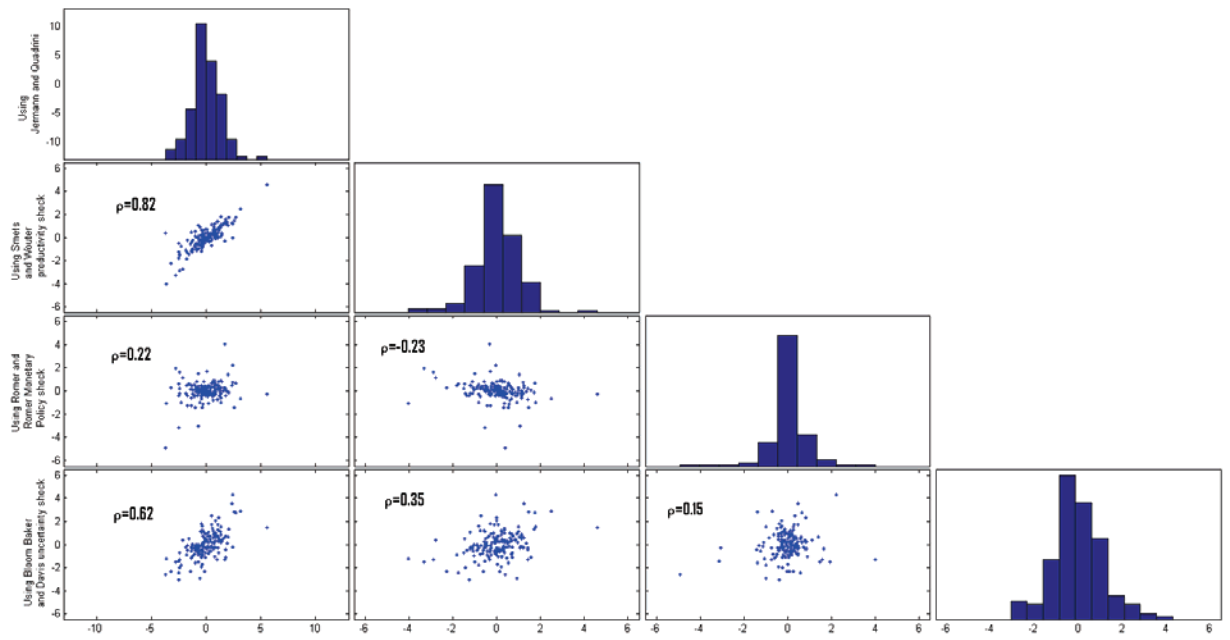 10
5
0
-5
-10
Using
Jermann and Quadrini
6
4
2
0
-2
-4
-6
Using Smets
and Wouter
productivity sheck
ρ=0.82
6
4
2
0
-2
-4
-6
Using Romer and
Romer Monetary
Policy sheck
ρ=0.22
ρ=-0.23
6
4
2
0
-2
-4
-6
Using Bloom Baker
and Davis uncertainty sheck
ρ=0.62
ρ=0.35
ρ=0.15
-10 -5 0 5 10
-6 -4 -2 0 2 4 6
-6 -4 -2 0 2 4 6
-6 -4 -2 0 2 4 6